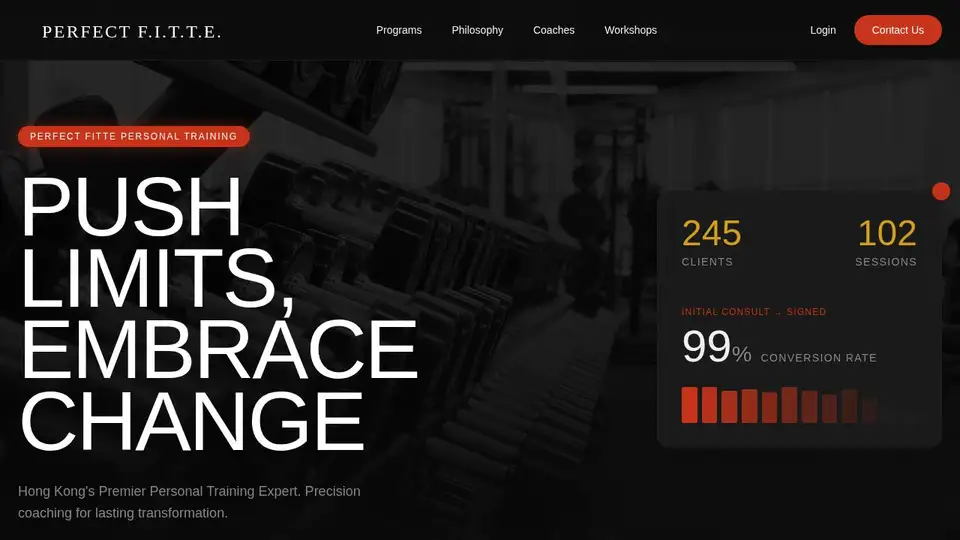 PERFECT F.I.T.T.E.
Programs
Philosophy
Coaches
Workshops
Login
Contact Us
PERFECT FITTE PERSONAL TRAINING
PUSH
LIMITS,
EMBRACE
CHANGE
Hong Kong's Premier Personal Training Expert. Precision
coaching for lasting transformation.
245
CLIENTS
102
SESSIONS
INITIAL CONSULT → SIGNED
99% CONVERSION RATE